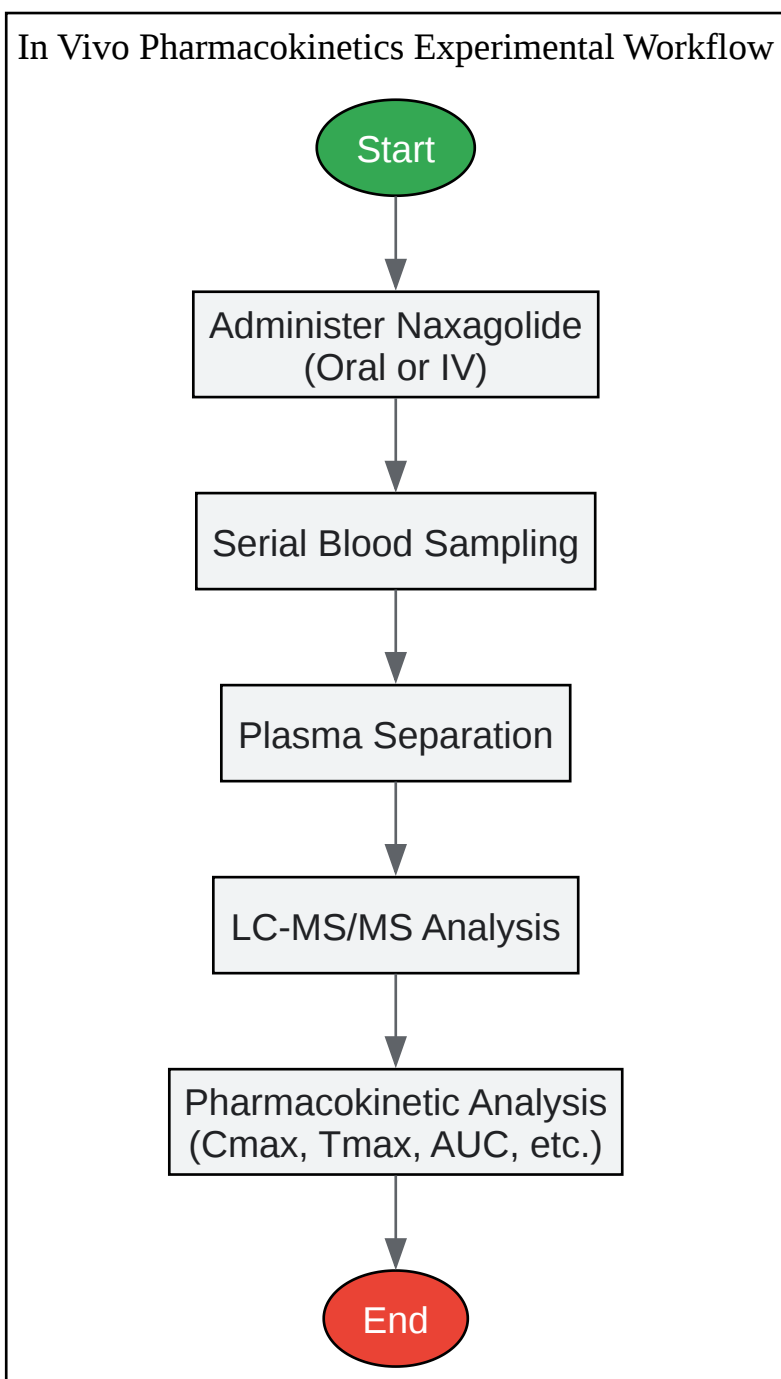 In Vivo Pharmacokinetics Experimental Workflow
Start
Administer Naxagolide
(Oral or IV)
Serial Blood Sampling
Plasma Separation
LC-MS/MS Analysis
Pharmacokinetic Analysis
(Cmax, Tmax, AUC, etc.)
End